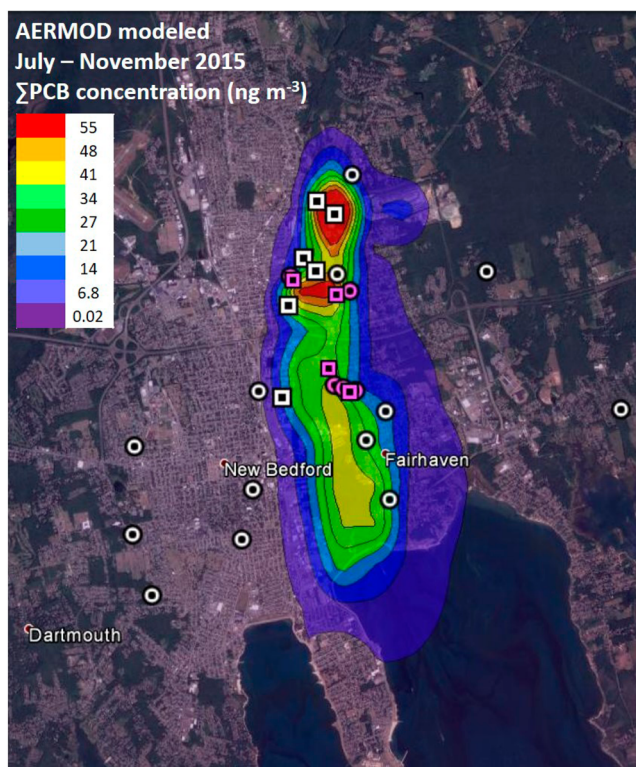 AERMOD modeled
July – November 2015
∑PCB concentration (ng m⁻³)
55
48
41
34
27
21
14
6.8
0.02
New Bedford
Fairhaven
Dartmouth